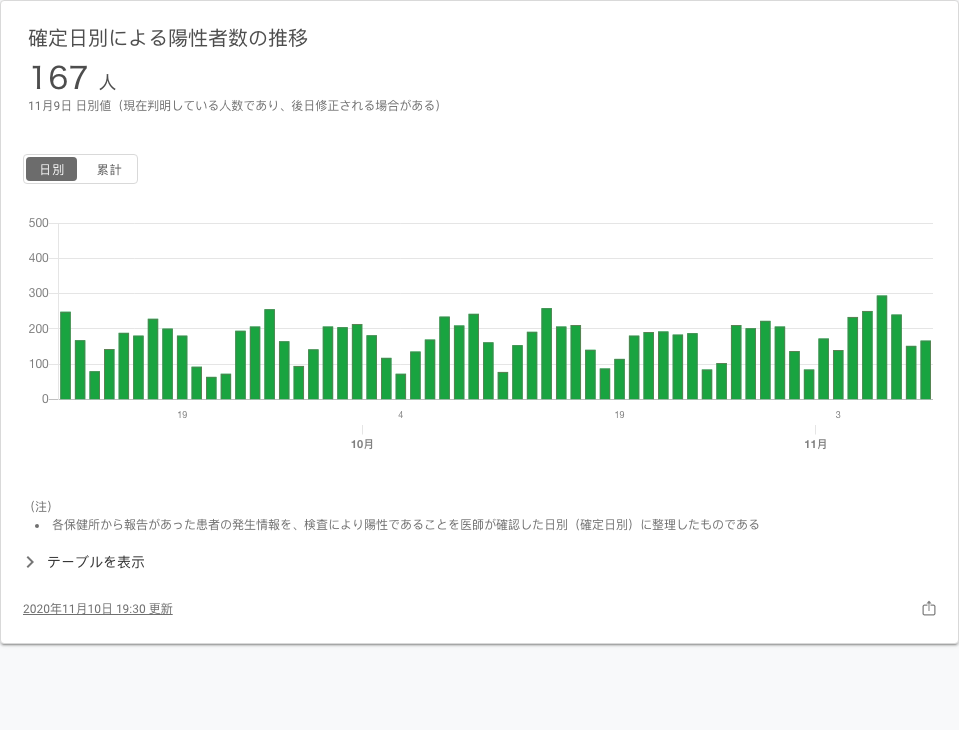 確定日別による陽性者数の推移
167 人
11月9日 日別値（現在判明している人数であり、後日修正される場合がある）
日別 累計
500
400
300
200
100
0
19 4 19 3
10月 11月
（注）
• 各保健所から報告があった患者の発生情報を、検査により陽性であることを医師が確認した日別（確定日別）に整理したものである
テーブルを表示
2020年11月10日 19:30 更新